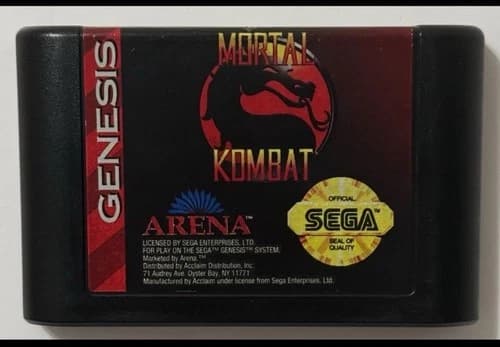 GENESIS
MORTAL
KOMBAT
ARENA™
LICENSED BY SEGA ENTERPRISES, LTD.
FOR PLAY ON THE SEGA™ GENESIS™ SYSTEM.
Marketed by Arena.™
Distributed by Acclaim Distribution, Inc.
71 Audrey Ave. Oyster Bay, NY 11771
Manufactured by Acclaim under license from Sega Enterprises, Ltd.
OFFICIAL
SEGA™
SEAL OF
QUALITY